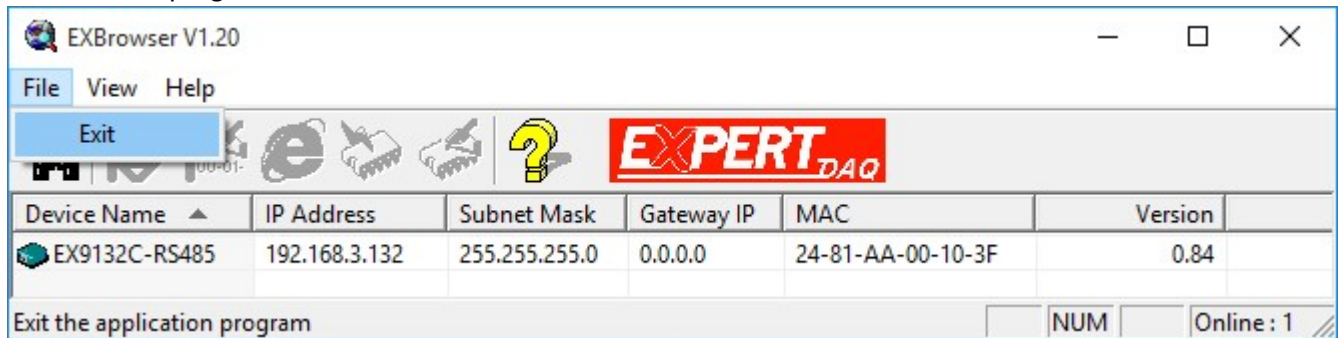 EXBrowser V1.20
File View Help
Exit
00-01-
EXPERT DAQ
Device Name IP Address Subnet Mask Gateway IP MAC Version
EX9132C-RS485 192.168.3.132 255.255.255.0 0.0.0.0 24-81-AA-00-10-3F 0.84
Exit the application program NUM Online : 1